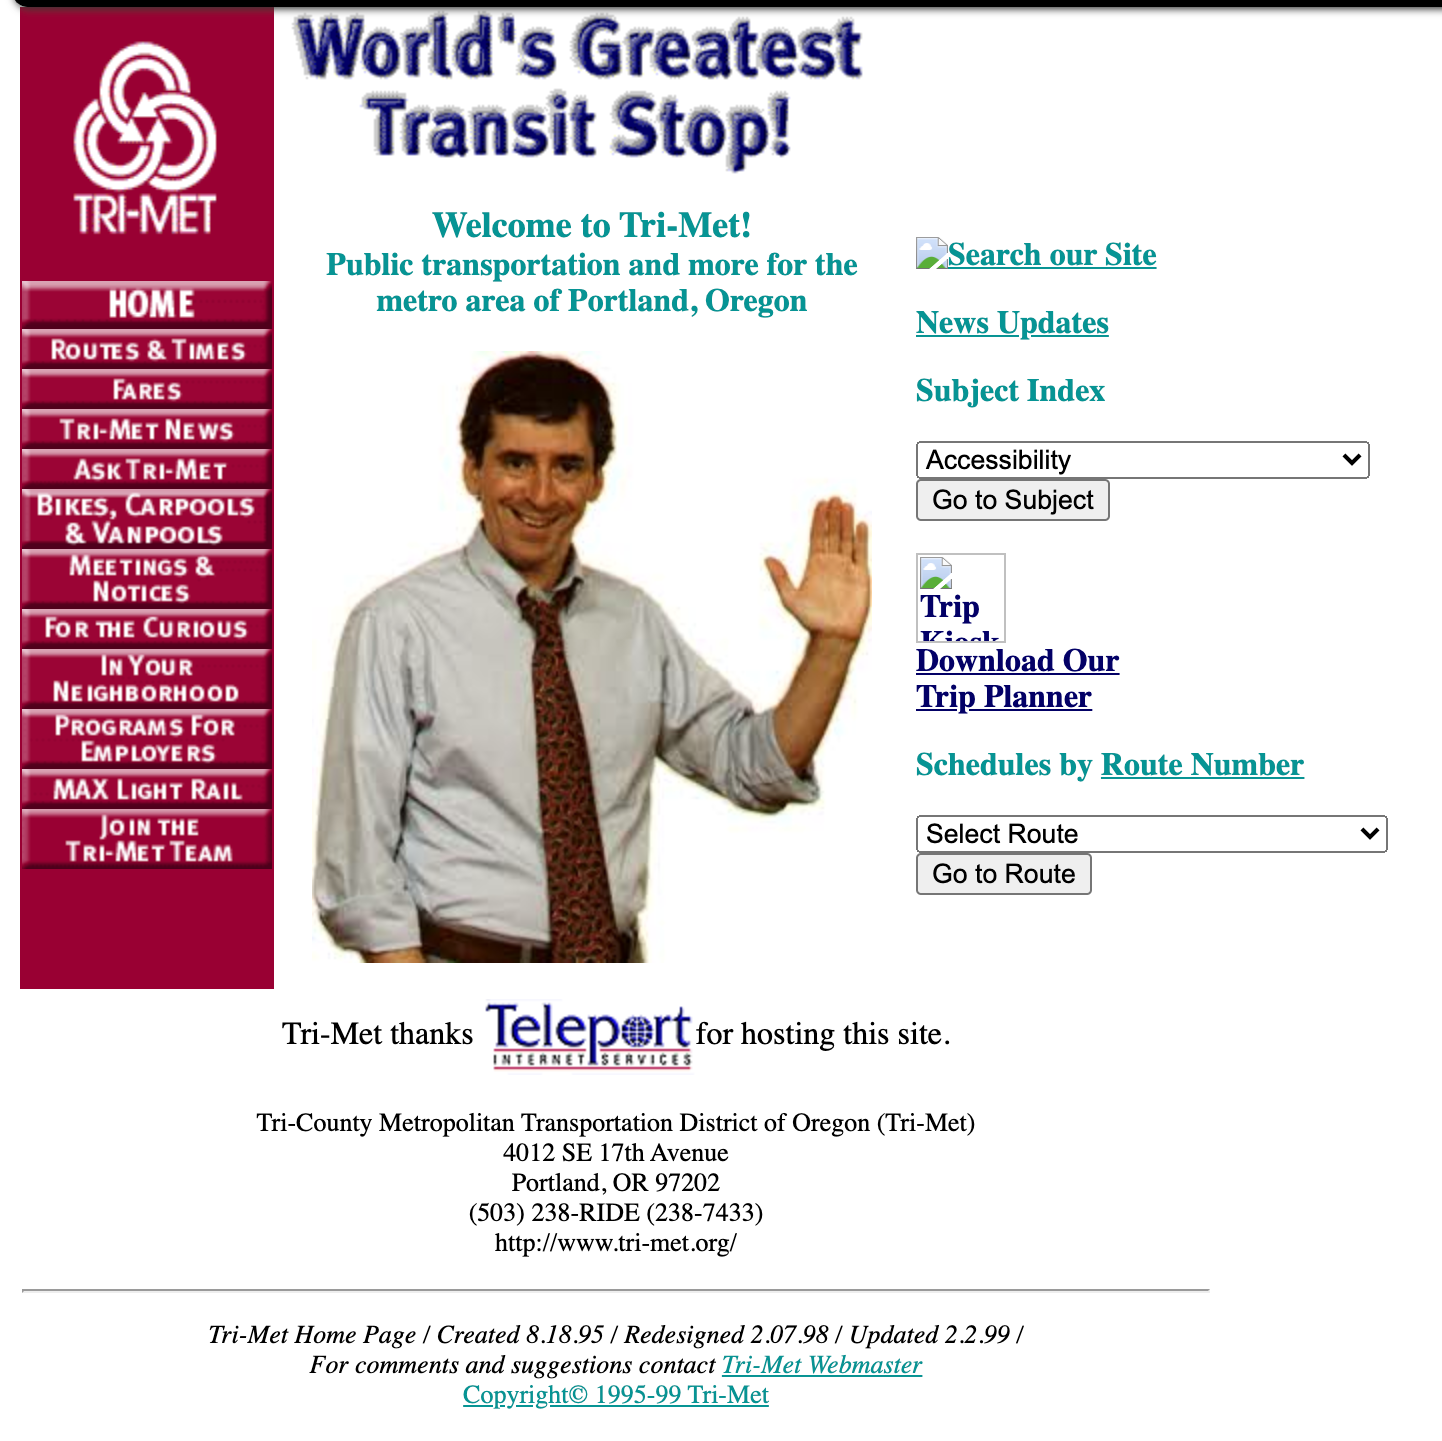 TRI-MET
HOME
ROUTES & TIMES
FARES
TRI-MET NEWS
ASK TRI-MET
BIKES, CARPOOLS
& VANPOOLS
MEETINGS &
NOTICES
FOR THE CURIOUS
IN YOUR
NEIGHBORHOOD
PROGRAMS FOR
EMPLOYERS
MAX LIGHT RAIL
JOIN THE
TRI-MET TEAM
World's Greatest
Transit Stop!
Welcome to Tri-Met!
Public transportation and more for the
metro area of Portland, Oregon
Search our Site
News Updates
Subject Index
Accessibility
Go to Subject
Trip
Kiosk
Download Our
Trip Planner
Schedules by Route Number
Select Route
Go to Route
Tri-Met thanks Teleport INTERNET SERVICES for hosting this site.
Tri-County Metropolitan Transportation District of Oregon (Tri-Met)
4012 SE 17th Avenue
Portland, OR 97202
(503) 238-RIDE (238-7433)
http://www.tri-met.org/
Tri-Met Home Page / Created 8.18.95 / Redesigned 2.07.98 / Updated 2.2.99 /
For comments and suggestions contact Tri-Met Webmaster
Copyright© 1995-99 Tri-Met